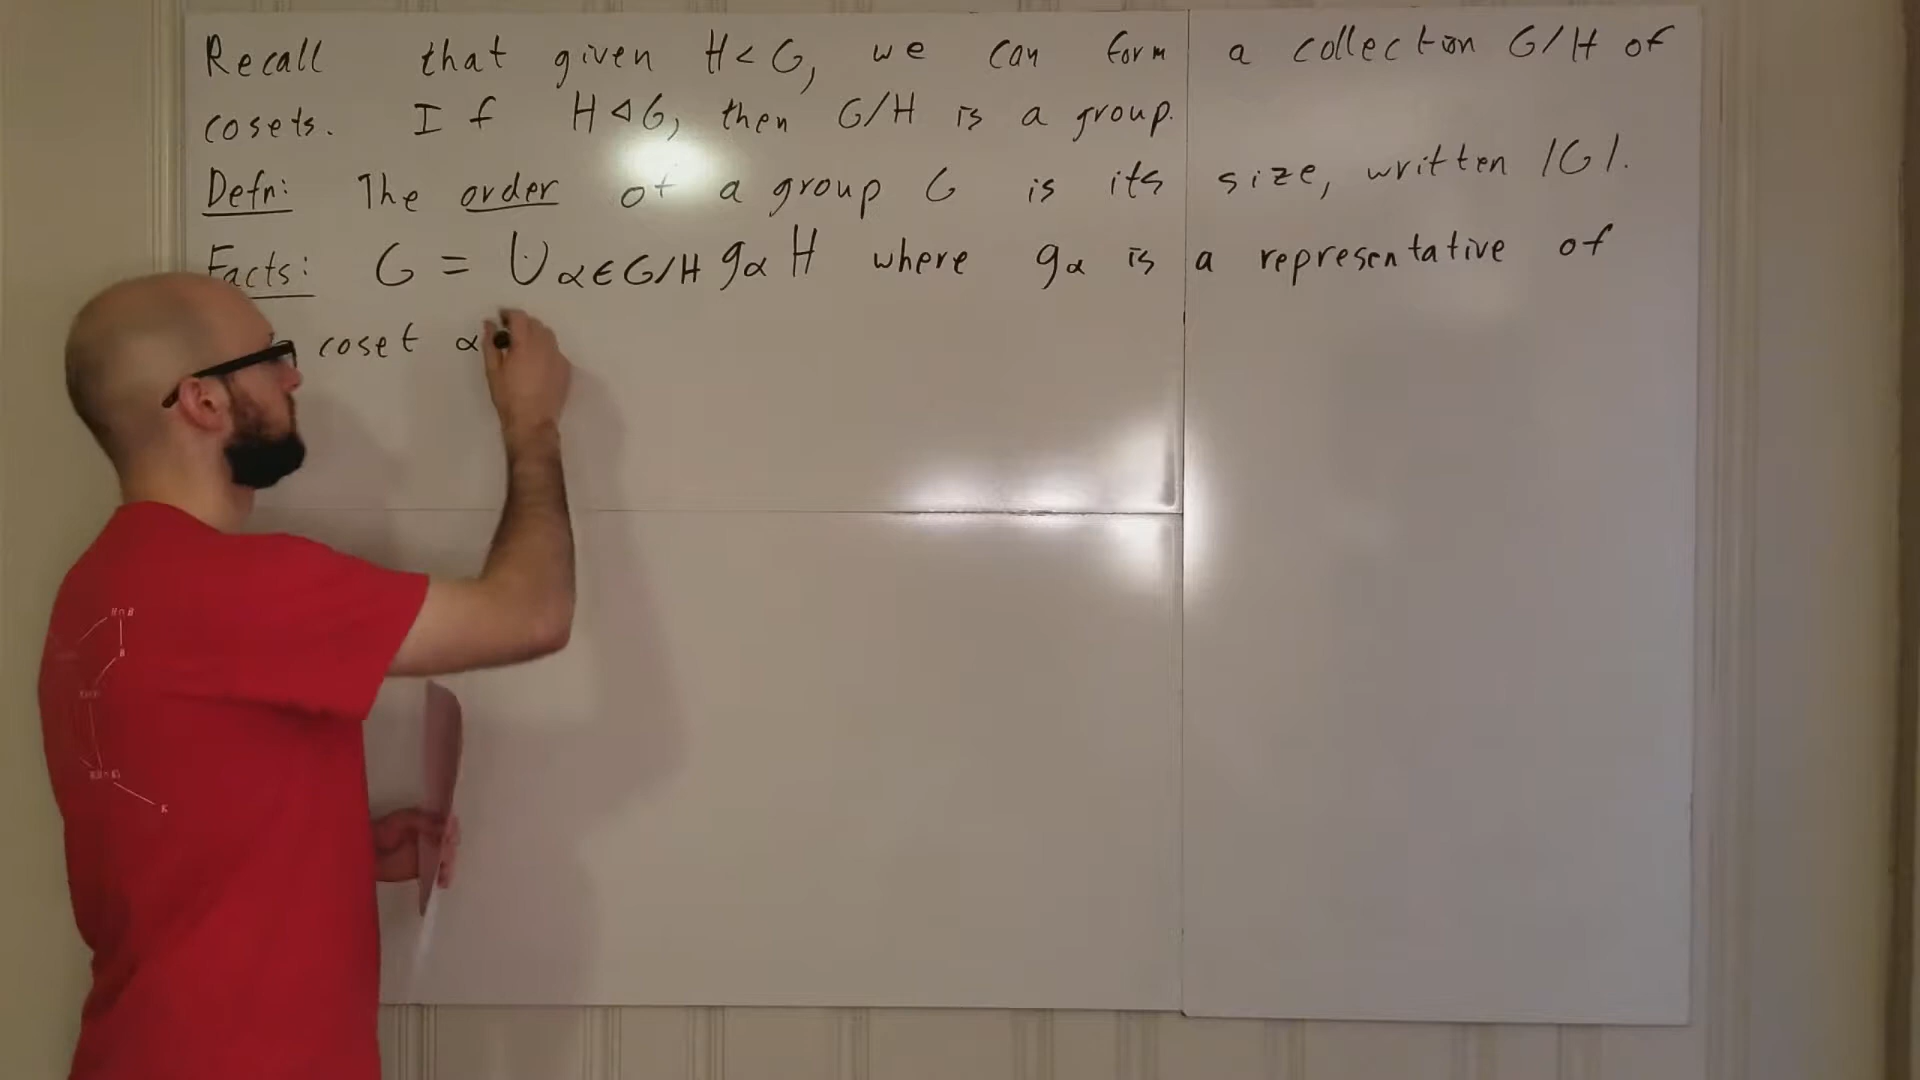 Recall that given H<G, we can form a collection G/H of
cosets. If H⊲G, then G/H is a group.
Defn: The order of a group G is its size, written |G|.
Facts: G = ∪α∈G/H gα H where gα is a representative of
coset α
H∩B
B
K